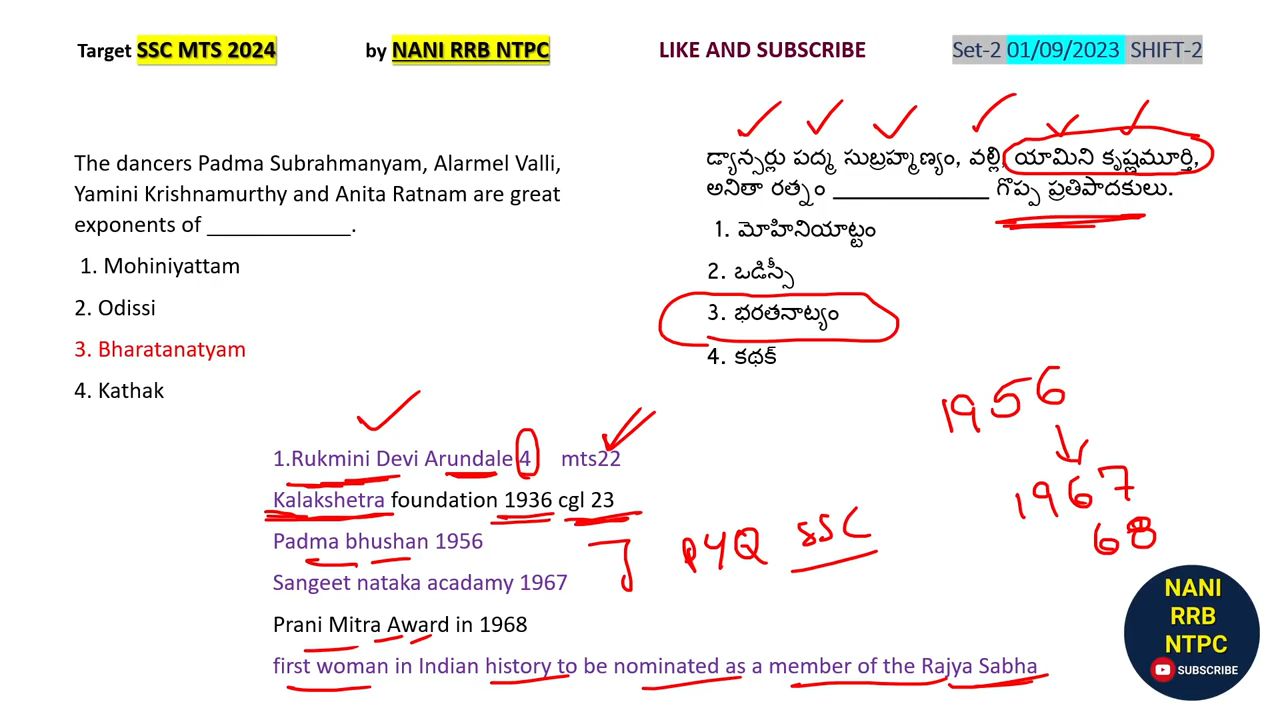 Target SSC MTS 2024 by NANI RRB NTPC LIKE AND SUBSCRIBE Set-2 01/09/2023 SHIFT-2
The dancers Padma Subrahmanyam, Alarmel Valli,
Yamini Krishnamurthy and Anita Ratnam are great
exponents of ____________.
1. Mohiniyattam
2. Odissi
3. Bharatanatyam
4. Kathak
డ్యాన్సర్లు పద్మ సుబ్రహ్మణ్యం, వల్లి, యామిని కృష్ణమూర్తి,
అనితా రత్నం ______________ గొప్ప ప్రతిపాదకులు.
1. మోహినియాట్టం
2. ఒడిస్సీ
3. భరతనాట్యం
4. కథక్
1.Rukmini Devi Arundale 4 mts22
Kalakshetra foundation 1936 cgl 23
Padma bhushan 1956
Sangeet nataka acadamy 1967
Prani Mitra Award in 1968
first woman in Indian history to be nominated as a member of the Rajya Sabha
PYQ SSC
1956
1967
68
NANI
RRB
NTPC
SUBSCRIBE